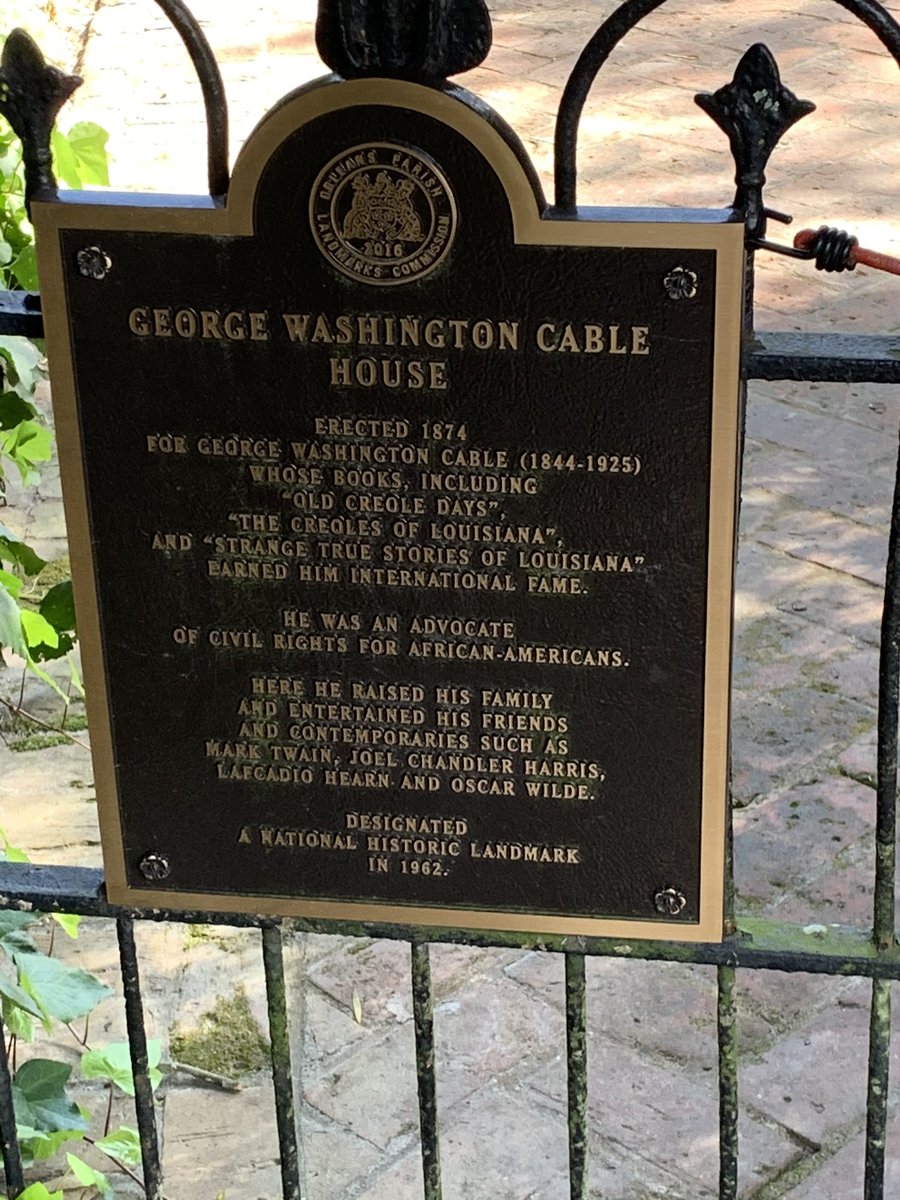 ORLEANS PARISH
LANDMARKS COMMISSION
2016
GEORGE WASHINGTON CABLE
HOUSE
ERECTED 1874
FOR GEORGE WASHINGTON CABLE (1844-1925)
WHOSE BOOKS, INCLUDING
"OLD CREOLE DAYS",
"THE CREOLES OF LOUISIANA",
AND "STRANGE TRUE STORIES OF LOUISIANA"
EARNED HIM INTERNATIONAL FAME.
HE WAS AN ADVOCATE
OF CIVIL RIGHTS FOR AFRICAN-AMERICANS.
HERE HE RAISED HIS FAMILY
AND ENTERTAINED HIS FRIENDS
AND CONTEMPORARIES SUCH AS
MARK TWAIN, JOEL CHANDLER HARRIS,
LAFCADIO HEARN AND OSCAR WILDE.
DESIGNATED
A NATIONAL HISTORIC LANDMARK
IN 1962.